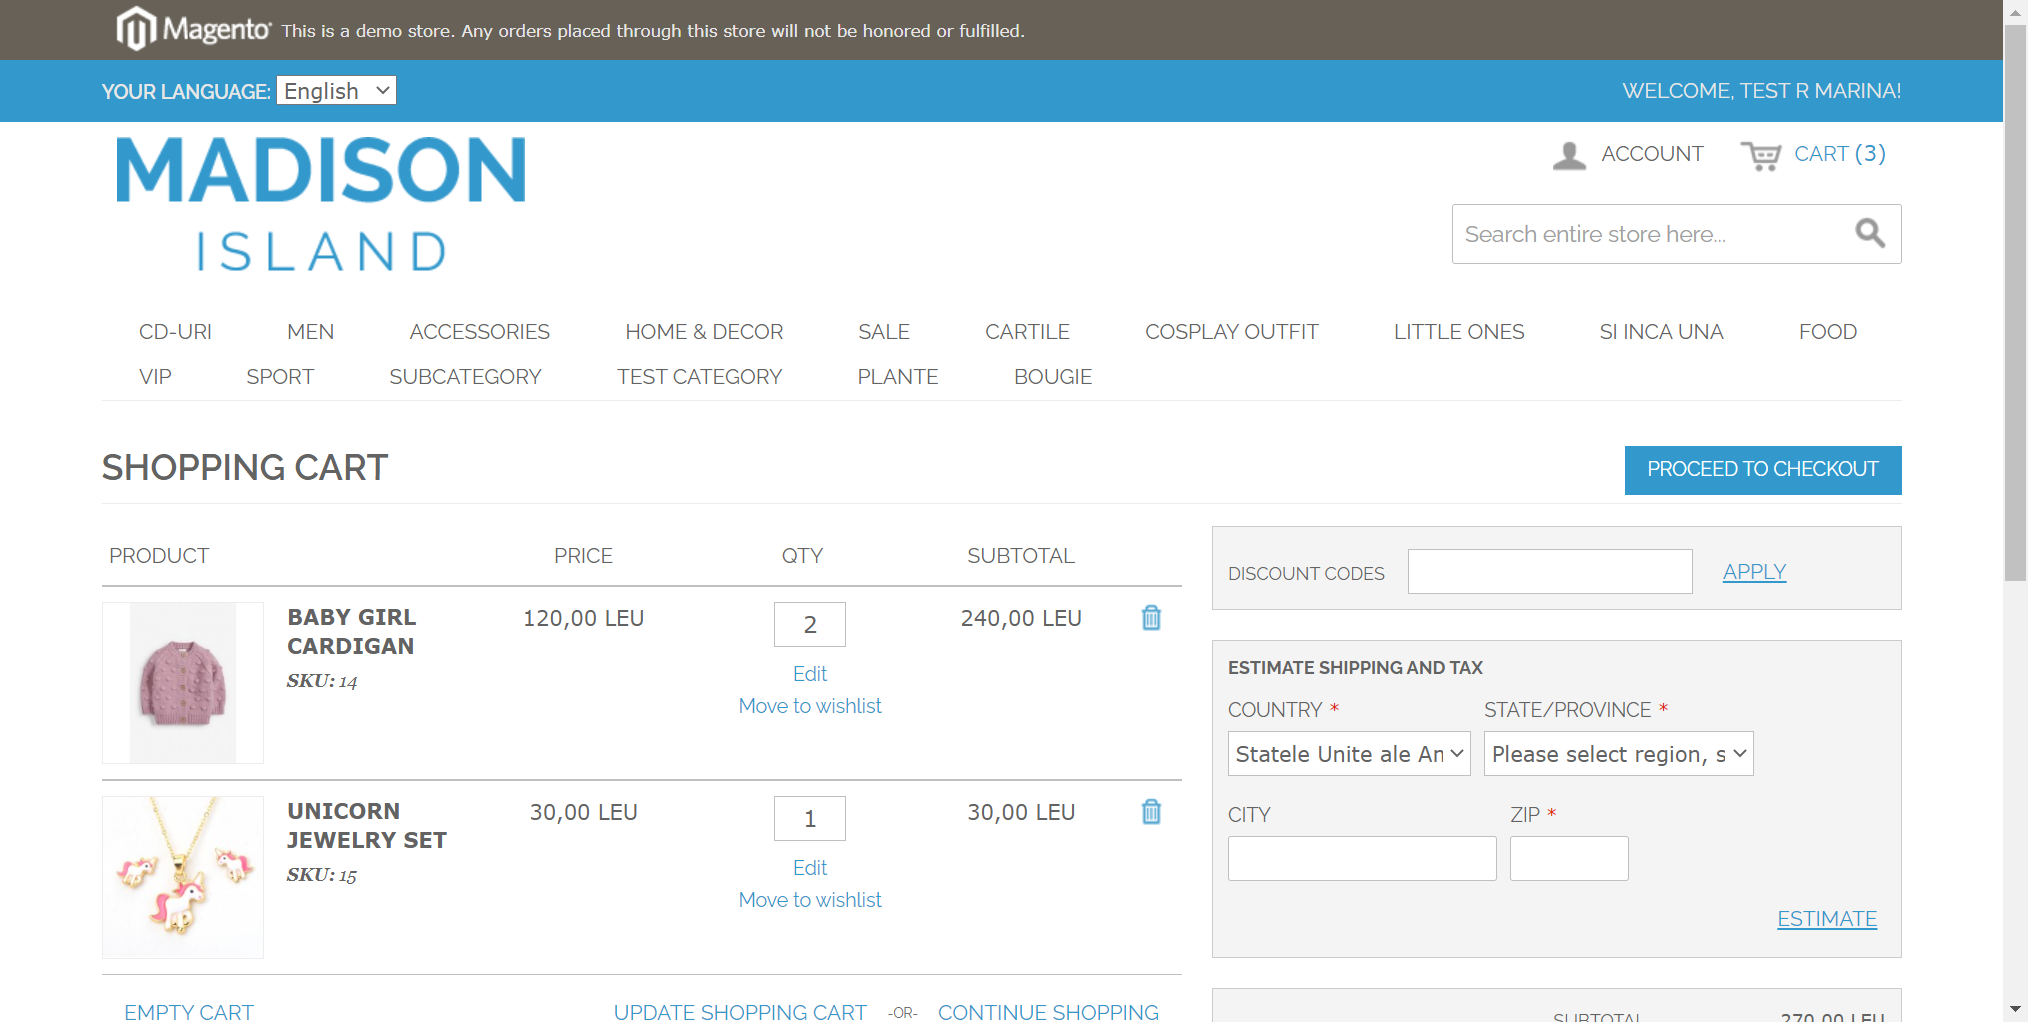 Magento This is a demo store. Any orders placed through this store will not be honored or fulfilled.
YOUR LANGUAGE: English
WELCOME, TEST R MARINA!
MADISON
ISLAND
ACCOUNT
CART (3)
Search entire store here...
CD-URI MEN ACCESSORIES HOME & DECOR SALE CARTILE COSPLAY OUTFIT LITTLE ONES SI INCA UNA FOOD
VIP SPORT SUBCATEGORY TEST CATEGORY PLANTE BOUGIE
SHOPPING CART
PROCEED TO CHECKOUT
PRODUCT PRICE QTY SUBTOTAL
BABY GIRL
CARDIGAN
SKU: 14
120,00 LEU
2
Edit
Move to wishlist
240,00 LEU
UNICORN
JEWELRY SET
SKU: 15
30,00 LEU
1
Edit
Move to wishlist
30,00 LEU
EMPTY CART
UPDATE SHOPPING CART -OR- CONTINUE SHOPPING
DISCOUNT CODES
APPLY
ESTIMATE SHIPPING AND TAX
COUNTRY * STATE/PROVINCE *
Statele Unite ale An Please select region, s
CITY ZIP *
ESTIMATE
SUBTOTAL 270,00 LEU